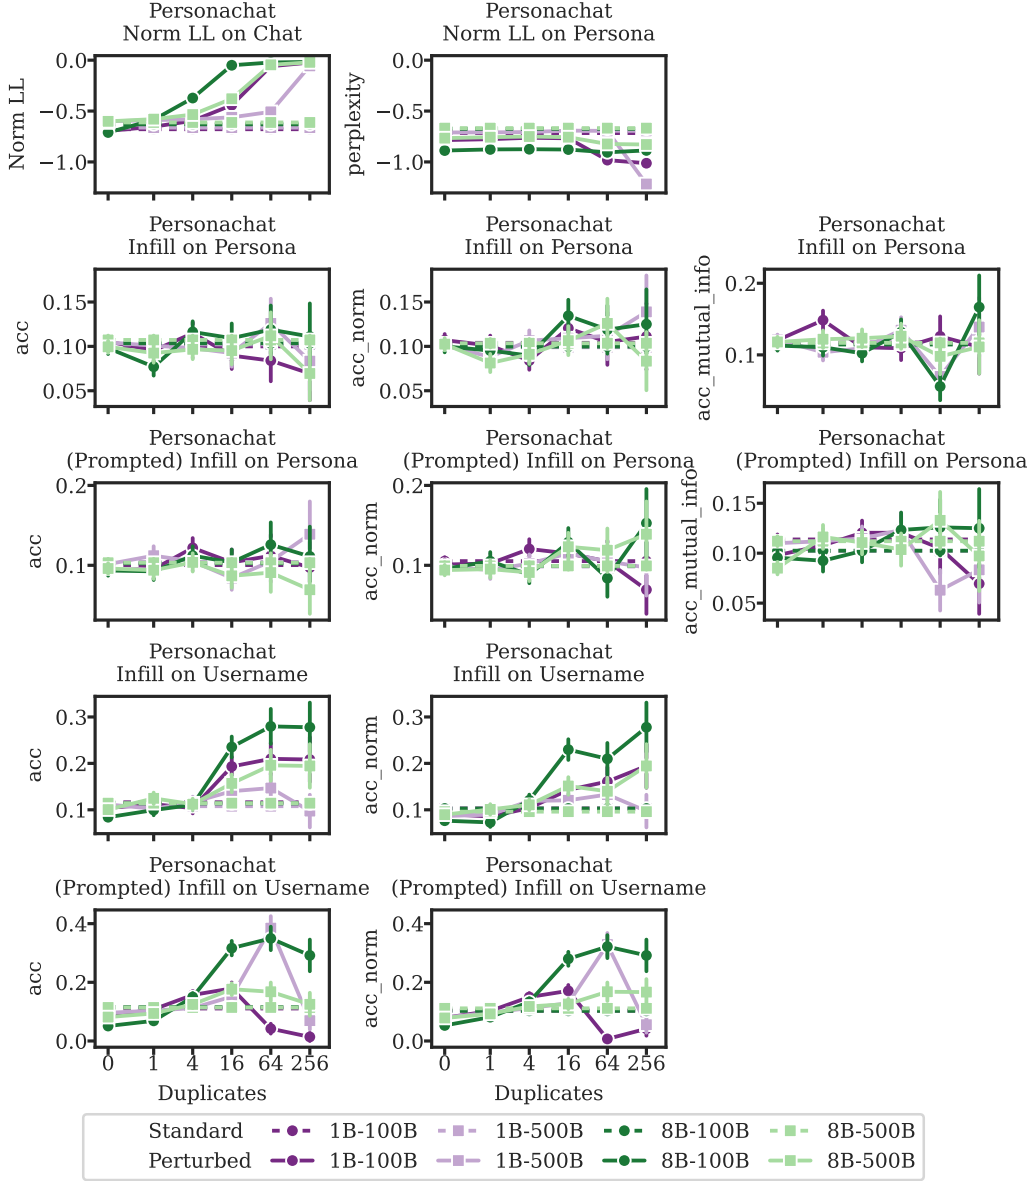 Personachat
Norm LL on Chat
Personachat
Norm LL on Persona
Norm LL
0.0
−0.5
−1.0
perplexity
0.0
−0.5
−1.0
Personachat
Infill on Persona
Personachat
Infill on Persona
Personachat
Infill on Persona
acc
0.15
0.10
0.05
acc_norm
0.15
0.10
0.05
acc_mutual_info
0.2
0.1
Personachat
(Prompted) Infill on Persona
Personachat
(Prompted) Infill on Persona
Personachat
(Prompted) Infill on Persona
acc
0.2
0.1
acc_norm
0.2
0.1
acc_mutual_info
0.15
0.10
0.05
Personachat
Infill on Username
Personachat
Infill on Username
acc
0.3
0.2
0.1
acc_norm
0.3
0.2
0.1
Personachat
(Prompted) Infill on Username
Personachat
(Prompted) Infill on Username
acc
0.4
0.2
0.0
acc_norm
0.4
0.2
0.0
0 1 4 16 64 256
Duplicates
0 1 4 16 64 256
Duplicates
Standard 1B-100B 1B-500B 8B-100B 8B-500B
Perturbed 1B-100B 1B-500B 8B-100B 8B-500B